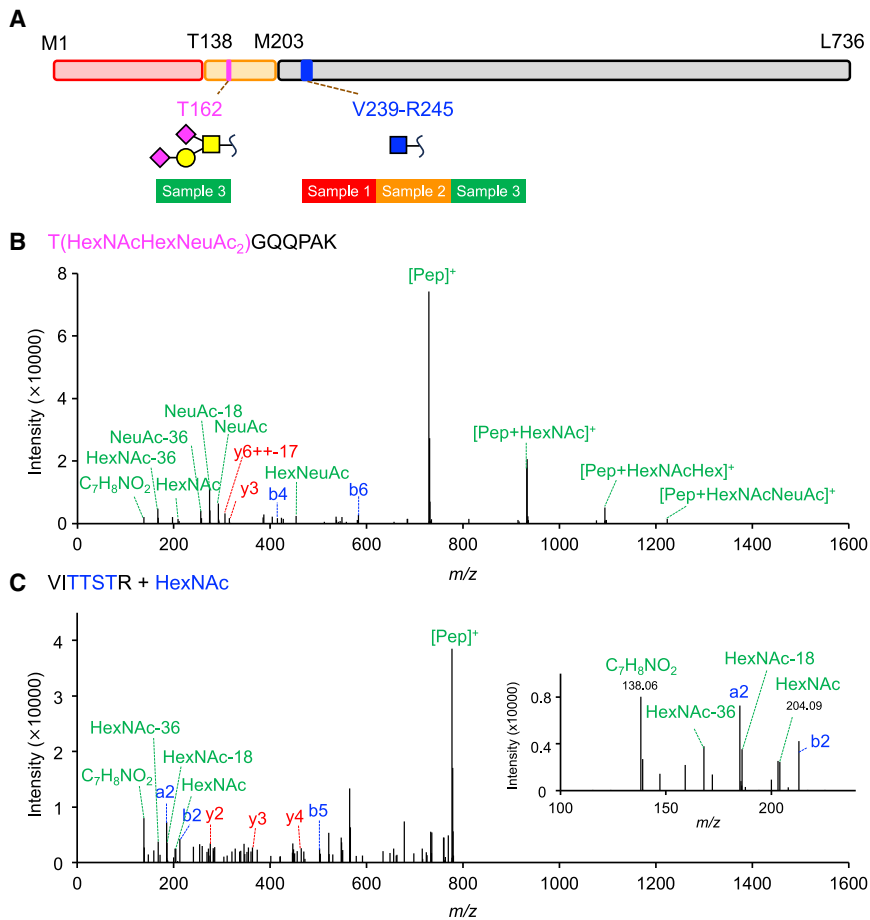 A
M1 T138 M203 L736
T162 V239-R245
Sample 3 Sample 1 Sample 2 Sample 3
B T(HexNAcHexNeuAc₂)GQQPAK
8
6
4
2
0
Intensity (×10000)
[Pep]⁺
NeuAc-18
NeuAc
NeuAc-36
HexNAc-36
C₇H₈NO₂
HexNAc
y6++-17
y3
b4
HexNeuAc
b6
[Pep+HexNAc]⁺
[Pep+HexNAcHex]⁺
[Pep+HexNAcNeuAc]⁺
0 200 400 600 800 1000 1200 1400 1600
m/z
C VITTSTR + HexNAc
4
3
2
1
0
Intensity (×10000)
[Pep]⁺
HexNAc-36
HexNAc-18
C₇H₈NO₂
HexNAc
a2
b2
y2
y3
y4
b5
0 200 400 600 800 1000 1200 1400 1600
m/z
0.8
0.4
0
Intensity (x10000)
C₇H₈NO₂
138.06
HexNAc-36
a2
HexNAc-18
HexNAc
204.09
b2
100 150 200
m/z